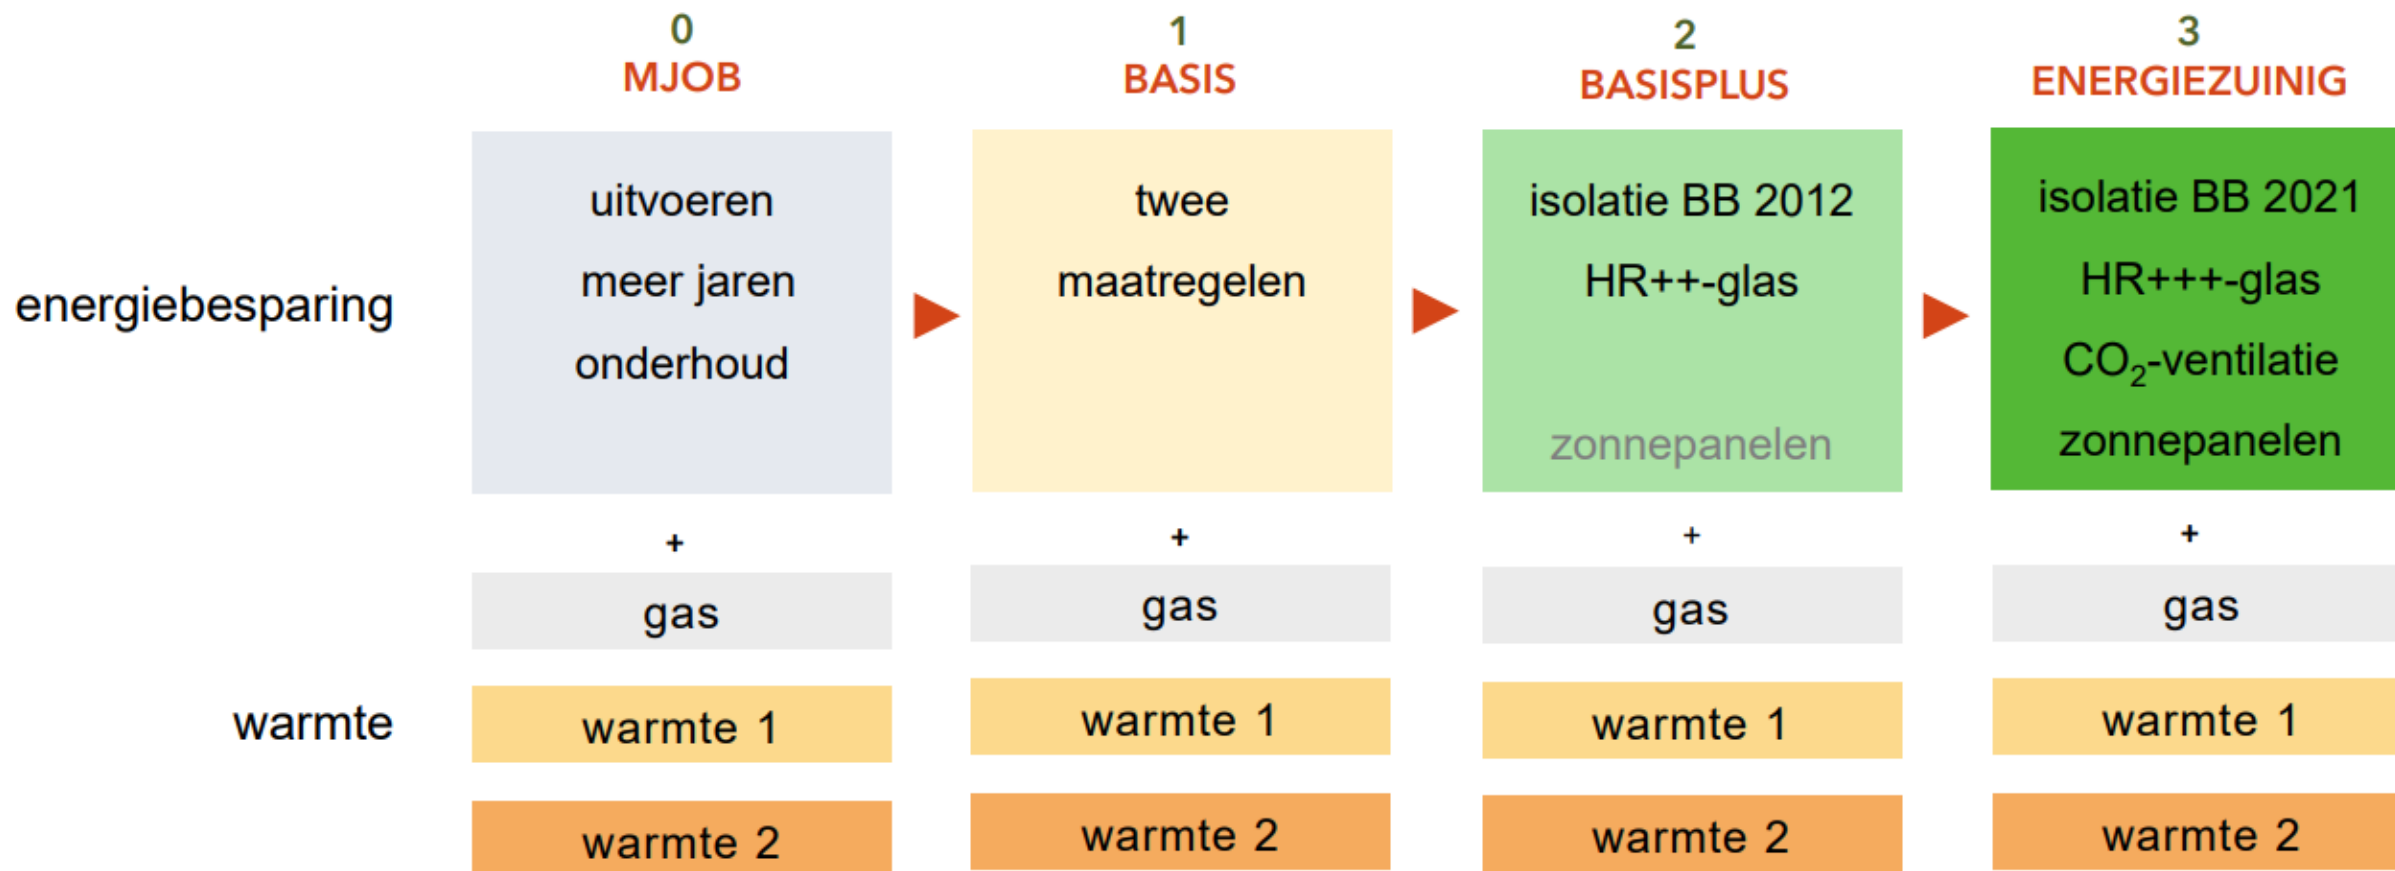 0
MJOB
1
BASIS
2
BASISPLUS
3
ENERGIEZUINIG
energiebesparing
uitvoeren
meer jaren
onderhoud
twee
maatregelen
isolatie BB 2012
HR++-glas
zonnepanelen
isolatie BB 2021
HR+++-glas
CO₂-ventilatie
zonnepanelen
+
+
+
+
gas
gas
gas
gas
warmte
warmte 1
warmte 1
warmte 1
warmte 1
warmte 2
warmte 2
warmte 2
warmte 2